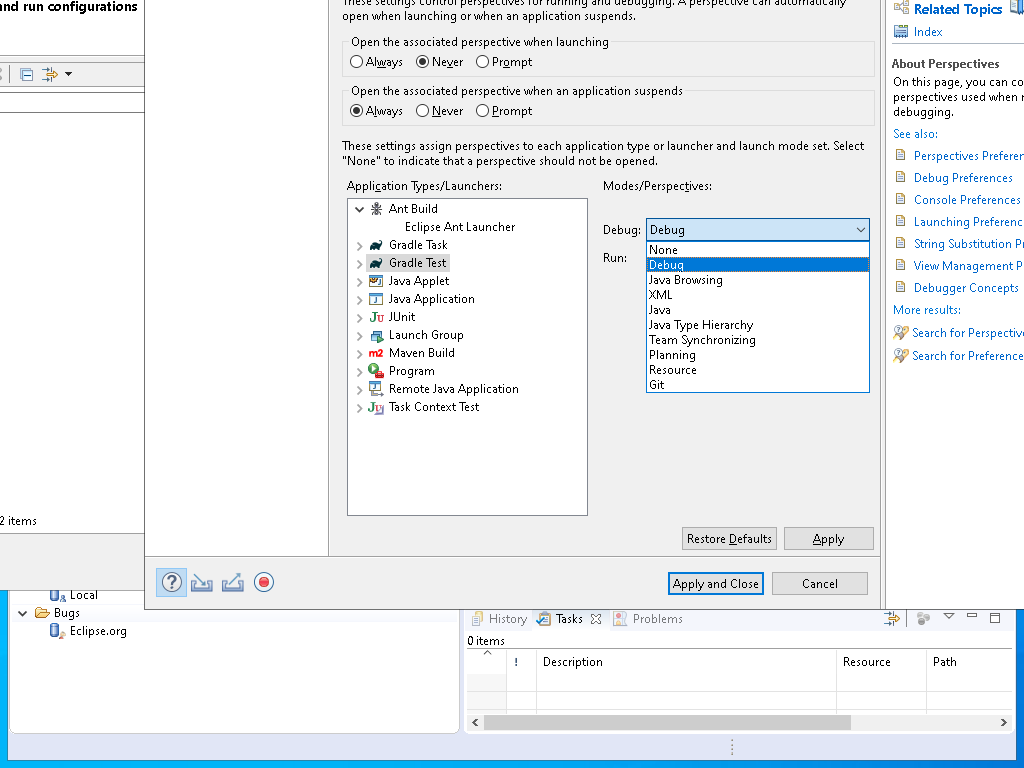 and run configurations
These settings control perspectives for running and debugging. A perspective can automatically
open when launching or when an application suspends.
Open the associated perspective when launching
Always
Never
Prompt
Open the associated perspective when an application suspends
Always
Never
Prompt
These settings assign perspectives to each application type or launcher and launch mode set. Select
"None" to indicate that a perspective should not be opened.
Application Types/Launchers:
Ant Build
Eclipse Ant Launcher
Gradle Task
Gradle Test
Java Applet
Java Application
JUnit
Launch Group
Maven Build
Program
Remote Java Application
Task Context Test
Modes/Perspectives:
Debug:
Debug
Run:
None
Debug
Java Browsing
XML
Java
Java Type Hierarchy
Team Synchronizing
Planning
Resource
Git
Restore Defaults
Apply
Apply and Close
Cancel
Related Topics
Index
About Perspectives
On this page, you can co
perspectives used when r
debugging.
See also:
Perspectives Preferen
Debug Preferences
Console Preferences
Launching Preferenc
String Substitution P
View Management P
Debugger Concepts
More results:
Search for Perspective
Search for Preference
2 items
Local
Bugs
Eclipse.org
History
Tasks
Problems
0 items
!
Description
Resource
Path